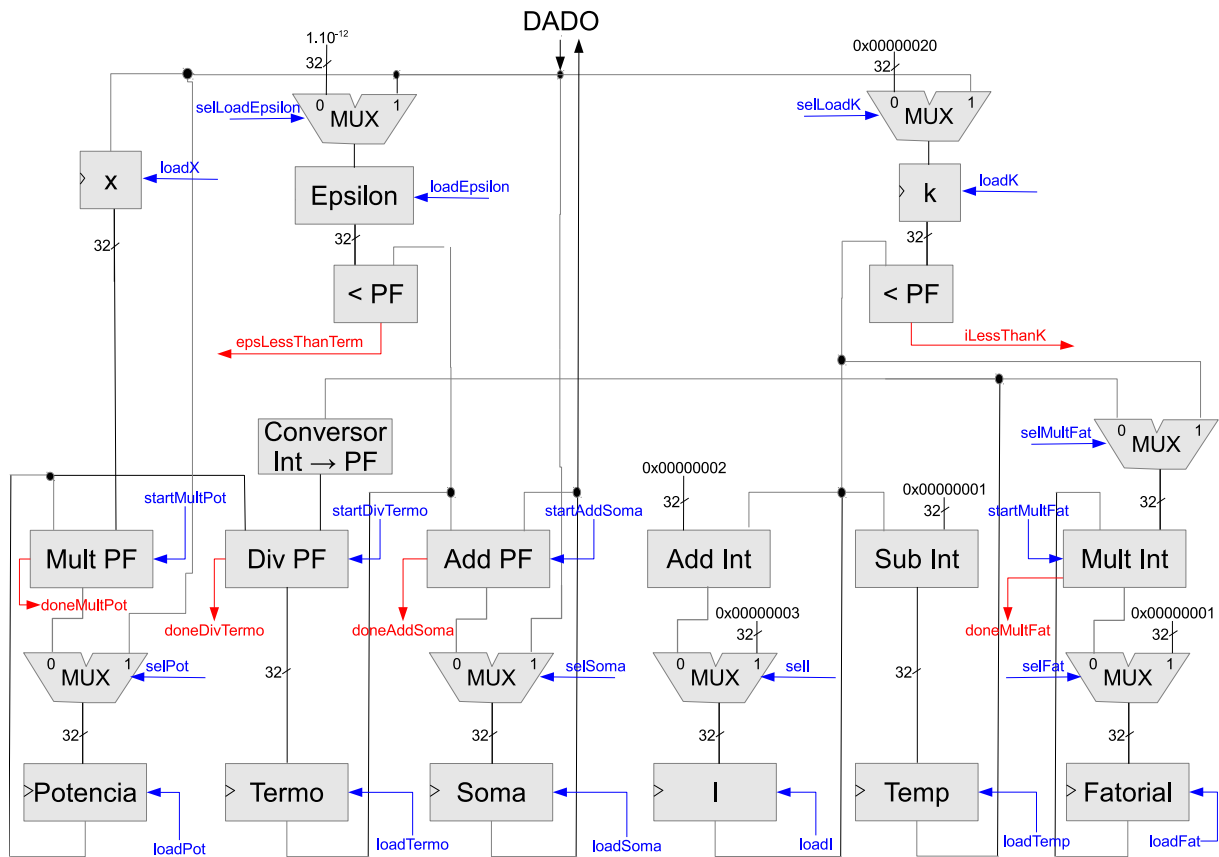 DADO
1.10-12
0x00000020
32
32
0
1
MUX
selLoadEpsilon
0
1
MUX
selLoadK
x
loadX
Epsilon
loadEpsilon
k
loadK
32
32
32
< PF
< PF
epsLessThanTerm
iLessThanK
Conversor
Int → PF
0
1
MUX
selMultFat
0x00000002
32
0x00000001
32
32
startMultPot
startDivTermo
startAddSoma
startMultFat
Mult PF
Div PF
Add PF
Add Int
Sub Int
Mult Int
doneMultPot
doneDivTermo
doneAddSoma
doneMultFat
0x00000003
32
0x00000001
32
0
1
MUX
selPot
0
1
MUX
selSoma
0
1
MUX
selI
0
1
MUX
selFat
32
32
32
32
32
32
Potencia
Termo
Soma
I
Temp
Fatorial
loadPot
loadTermo
loadSoma
loadI
loadTemp
loadFat